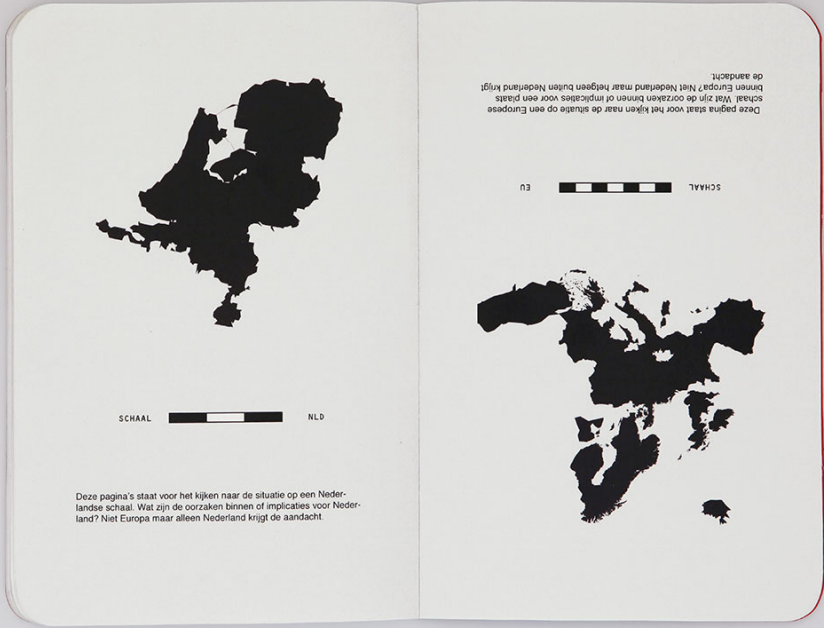 SCHAAL NLD
Deze pagina's staat voor het kijken naar de situatie op een Neder-
landse schaal. Wat zijn de oorzaken binnen of implicaties voor Neder-
land? Niet Europa maar alleen Nederland krijgt de aandacht.
SCHAAL EU
Deze pagina staat voor het kijken naar de situatie op een Europese
schaal. Wat zijn de oorzaken binnen of implicaties voor een plaats
binnen Europa? Niet Nederland maar hetgeen buiten Nederland krijgt
de aandacht.